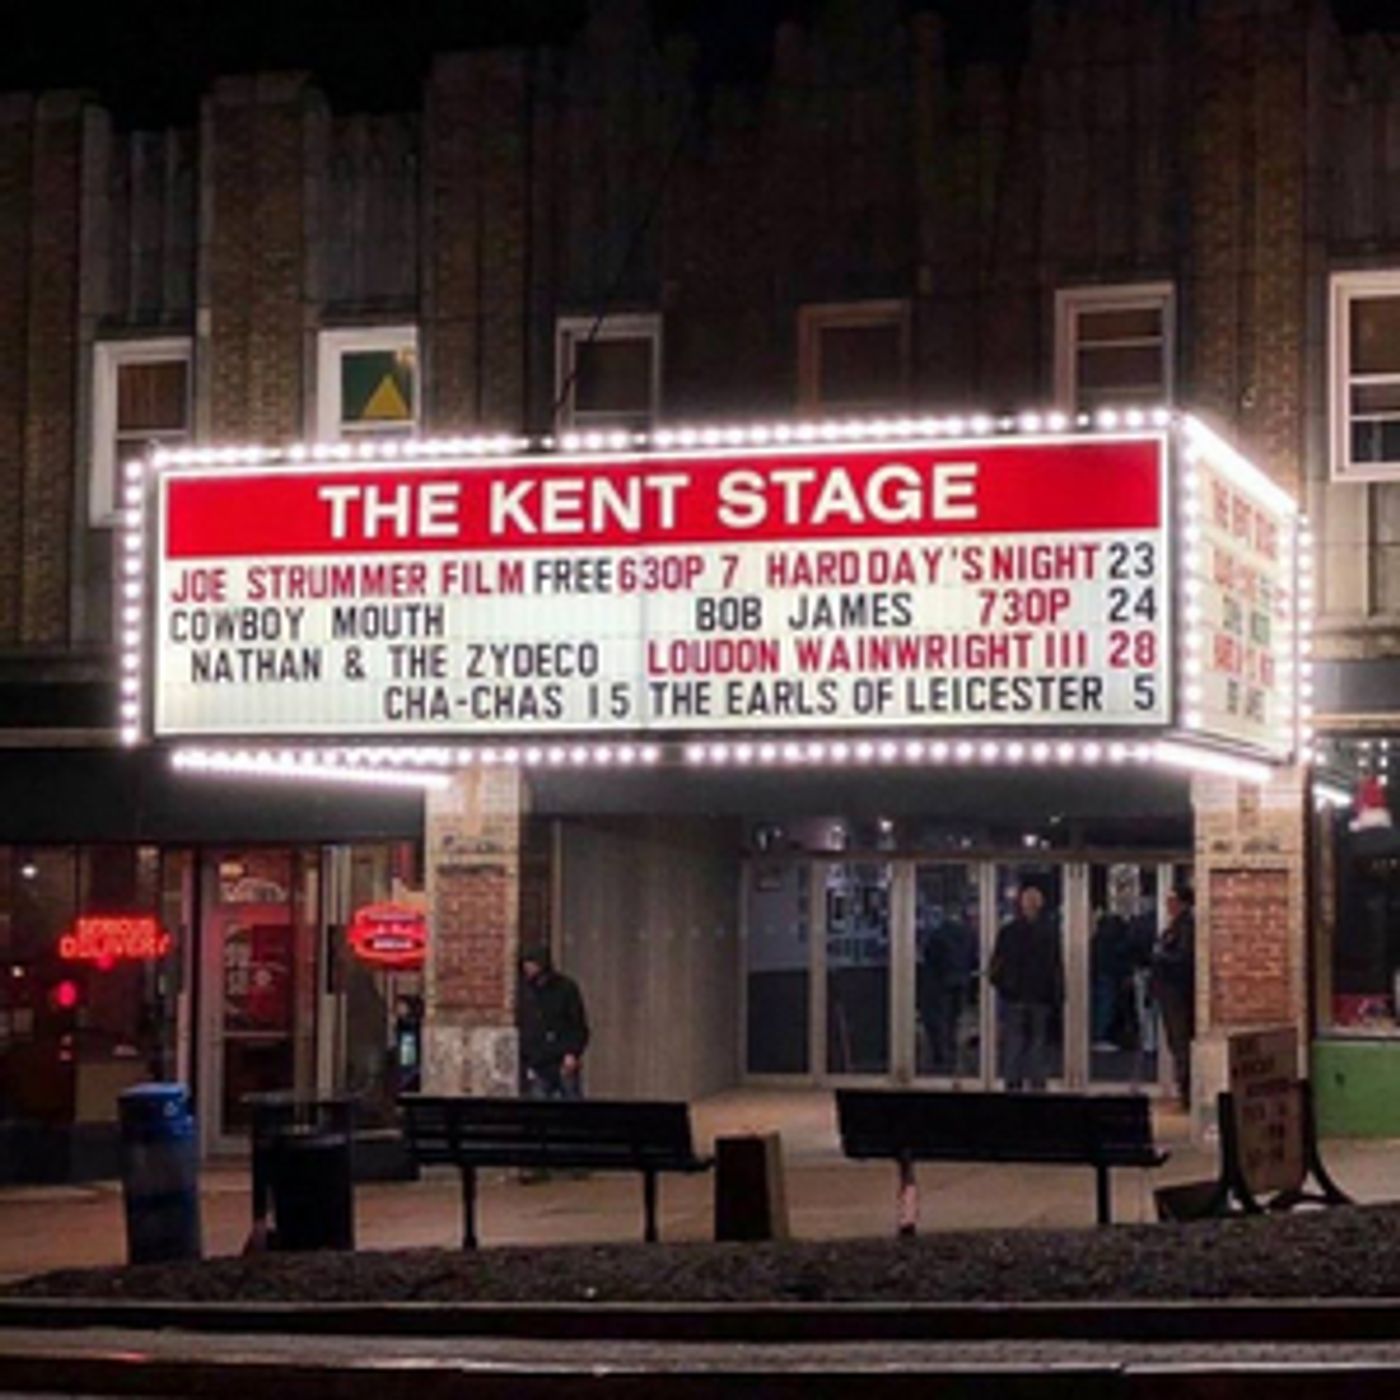 THE KENT STAGE
JOE STRUMMER FILM FREE 630P 7
COWBOY MOUTH
NATHAN & THE ZYDECO
CHA-CHAS 15
HARD DAY'S NIGHT 23
BOB JAMES 730P 24
LOUDON WAINWRIGHT III 28
THE EARLS OF LEICESTER 5
DELIVERY